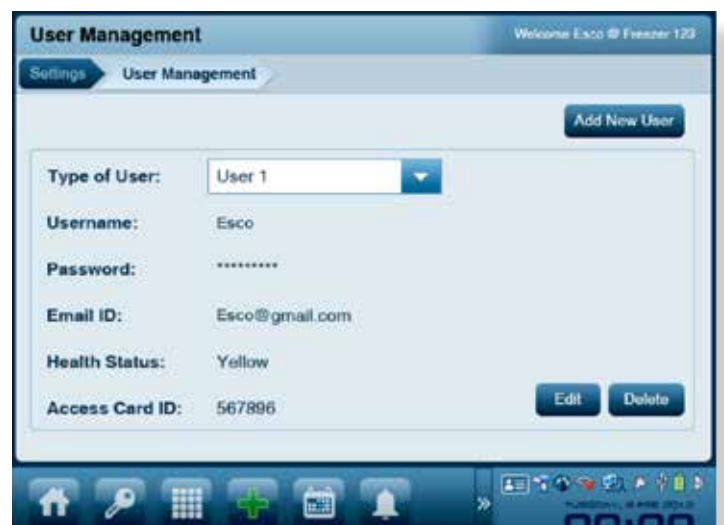 User Management
Welcome Esco @ Freezer 123
Settings
User Management
Add New User
Type of User: User 1
Username: Esco
Password: *********
Email ID: Esco@gmail.com
Health Status: Yellow
Access Card ID: 567896
Edit Delete
»
TUESDAY,